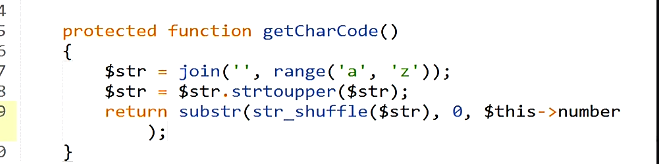 4
5
protected function getCharCode()
6
{
7
$str = join('', range('a', 'z'));
8
$str = $str.strtoupper($str);
9
return substr(str_shuffle($str), 0, $this->number
);
0
}